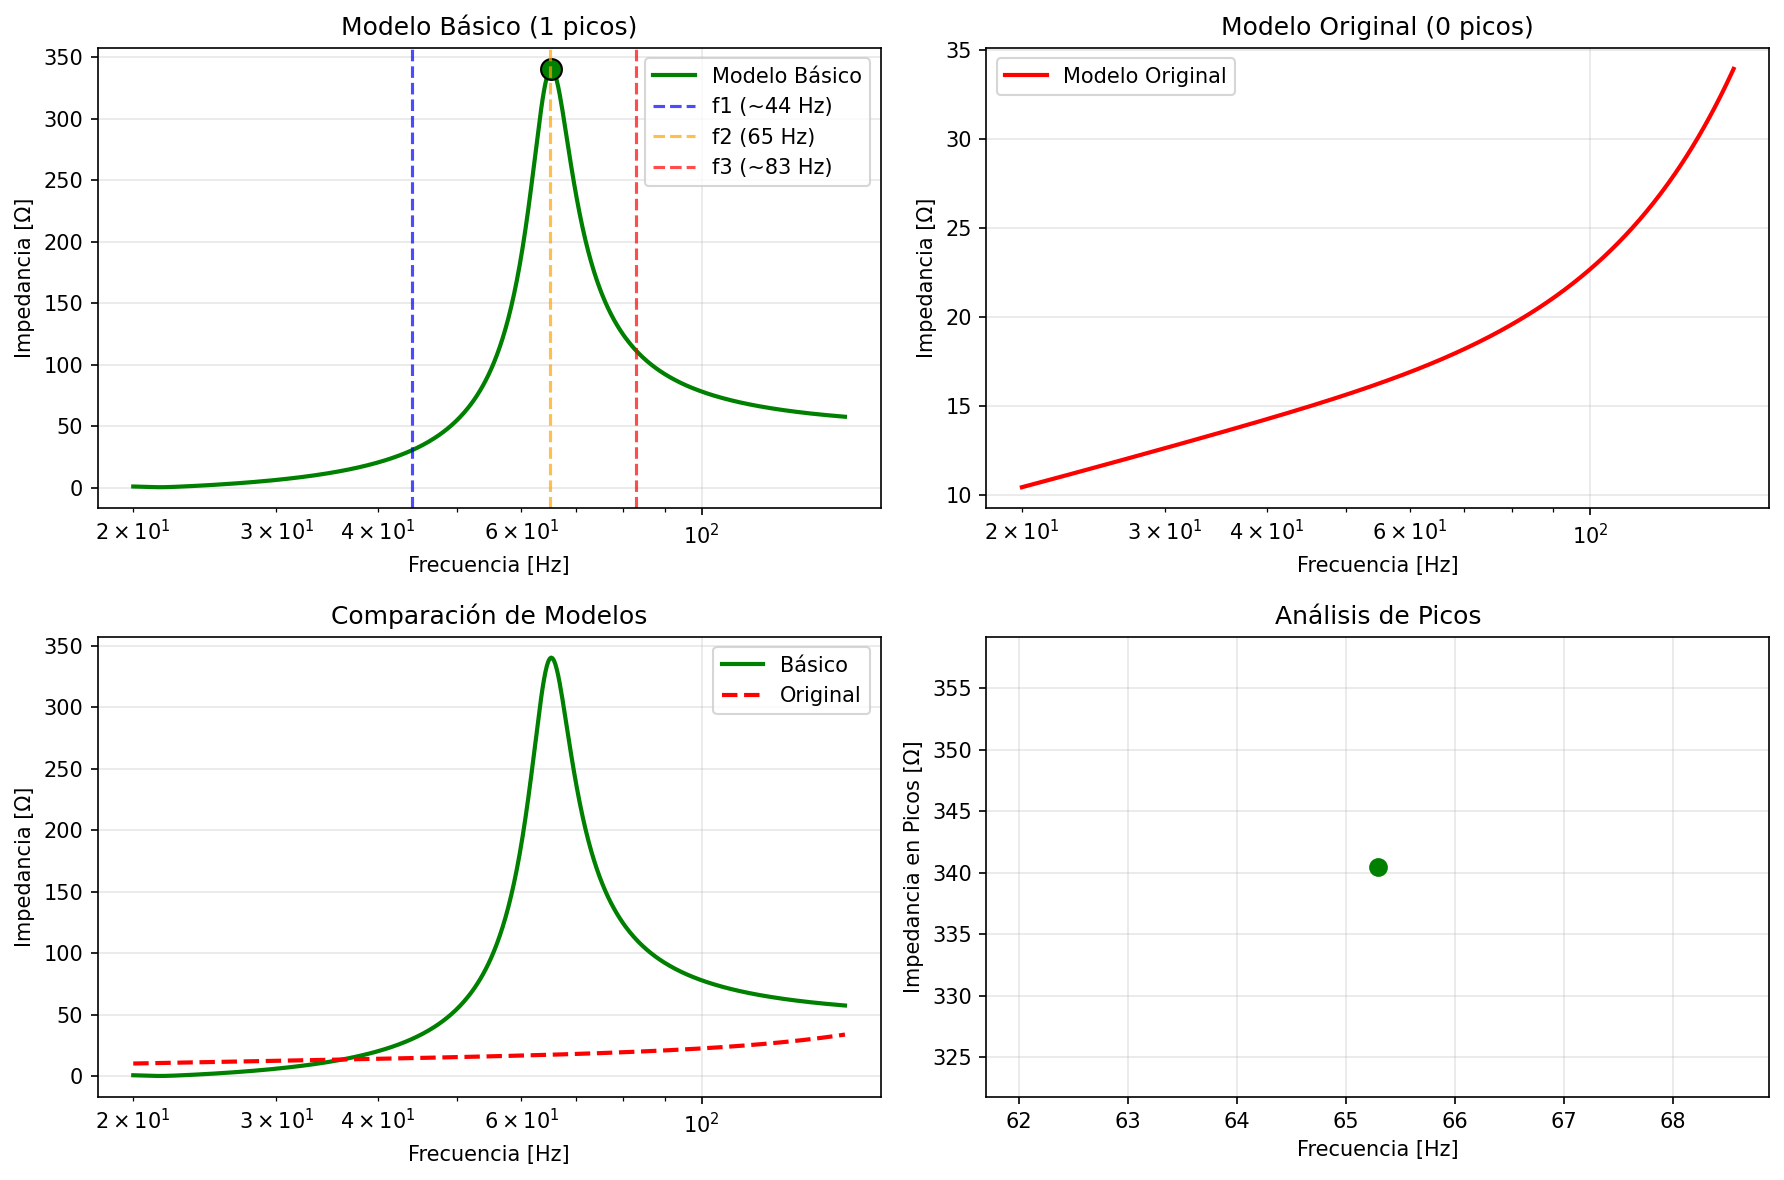 Modelo Básico (1 picos)
Impedancia [Ω]
350
300
250
200
150
100
50
0
Modelo Básico
f1 (~44 Hz)
f2 (65 Hz)
f3 (~83 Hz)
2 × 10¹ 3 × 10¹ 4 × 10¹ 6 × 10¹ 10²
Frecuencia [Hz]
Modelo Original (0 picos)
Impedancia [Ω]
35
30
25
20
15
10
Modelo Original
2 × 10¹ 3 × 10¹ 4 × 10¹ 6 × 10¹ 10²
Frecuencia [Hz]
Comparación de Modelos
Impedancia [Ω]
350
300
250
200
150
100
50
0
Básico
Original
2 × 10¹ 3 × 10¹ 4 × 10¹ 6 × 10¹ 10²
Frecuencia [Hz]
Análisis de Picos
Impedancia en Picos [Ω]
355
350
345
340
335
330
325
62 63 64 65 66 67 68
Frecuencia [Hz]